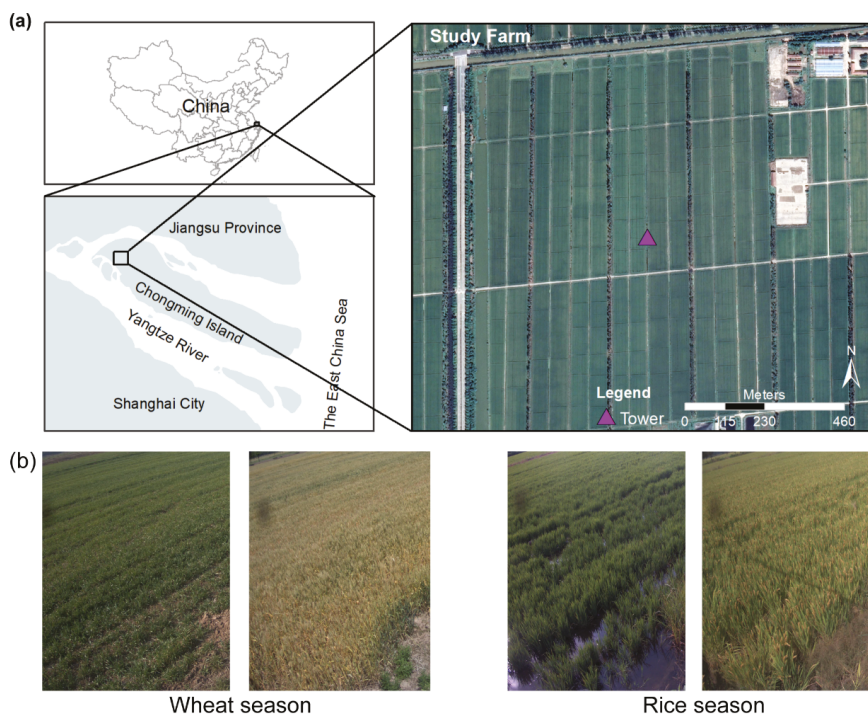 (a)
China
Jiangsu Province
Chongming Island
Yangtze River
The East China Sea
Shanghai City
Study Farm
N
Legend
Meters
Tower
0 115 230 460
(b)
Wheat season
Rice season